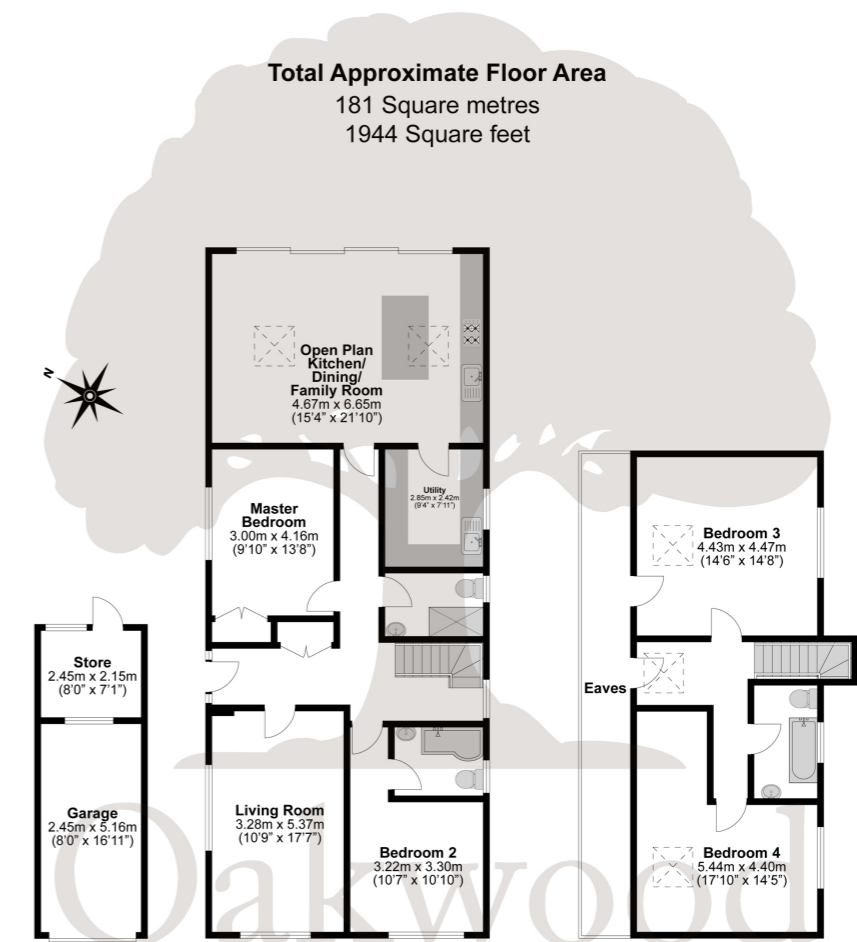 Total Approximate Floor Area
181 Square metres
1944 Square feet
N
Open Plan
Kitchen/
Dining/
Family Room
4.67m x 6.65m
(15'4" x 21'10")
Master
Bedroom
3.00m x 4.16m
(9'10" x 13'8")
Utility
2.85m x 2.42m
(9'4" x 7'11")
Bedroom 3
4.43m x 4.47m
(14'6" x 14'8")
Store
2.45m x 2.15m
(8'0" x 7'1")
Eaves
Garage
2.45m x 5.16m
(8'0" x 16'11")
Living Room
3.28m x 5.37m
(10'9" x 17'7")
Bedroom 2
3.22m x 3.30m
(10'7" x 10'10")
Bedroom 4
5.44m x 4.40m
(17'10" x 14'5")
Oakwood